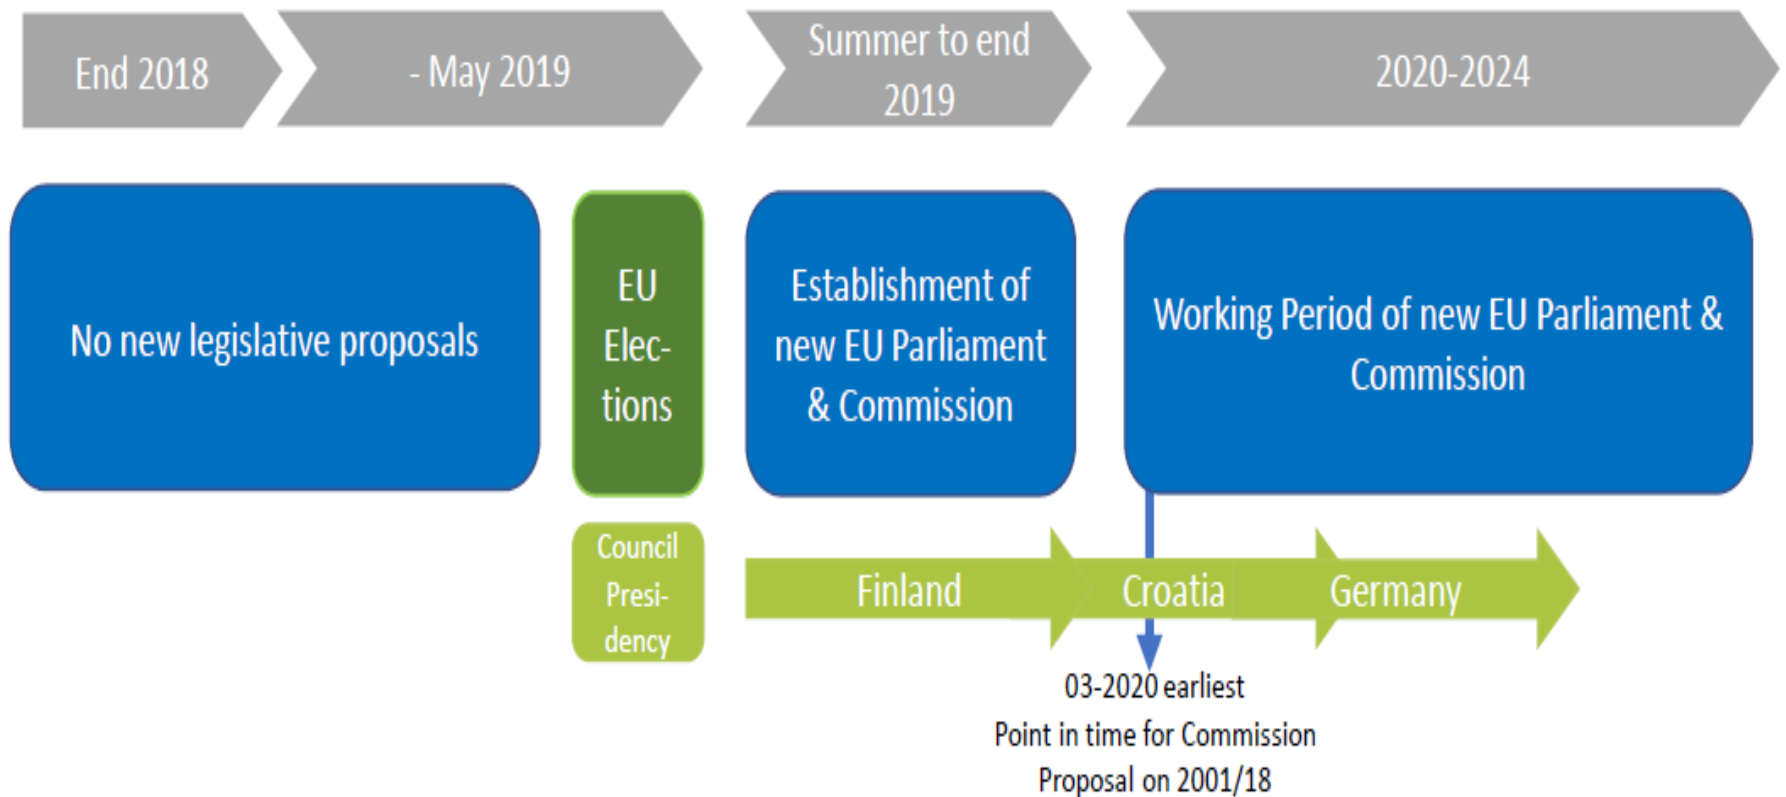 End 2018
- May 2019
Summer to end
2019
2020-2024
No new legislative proposals
EU
Elec-
tions
Establishment of
new EU Parliament
& Commission
Working Period of new EU Parliament &
Commission
Council
Presi-
dency
Finland
Croatia
Germany
03-2020 earliest
Point in time for Commission
Proposal on 2001/18